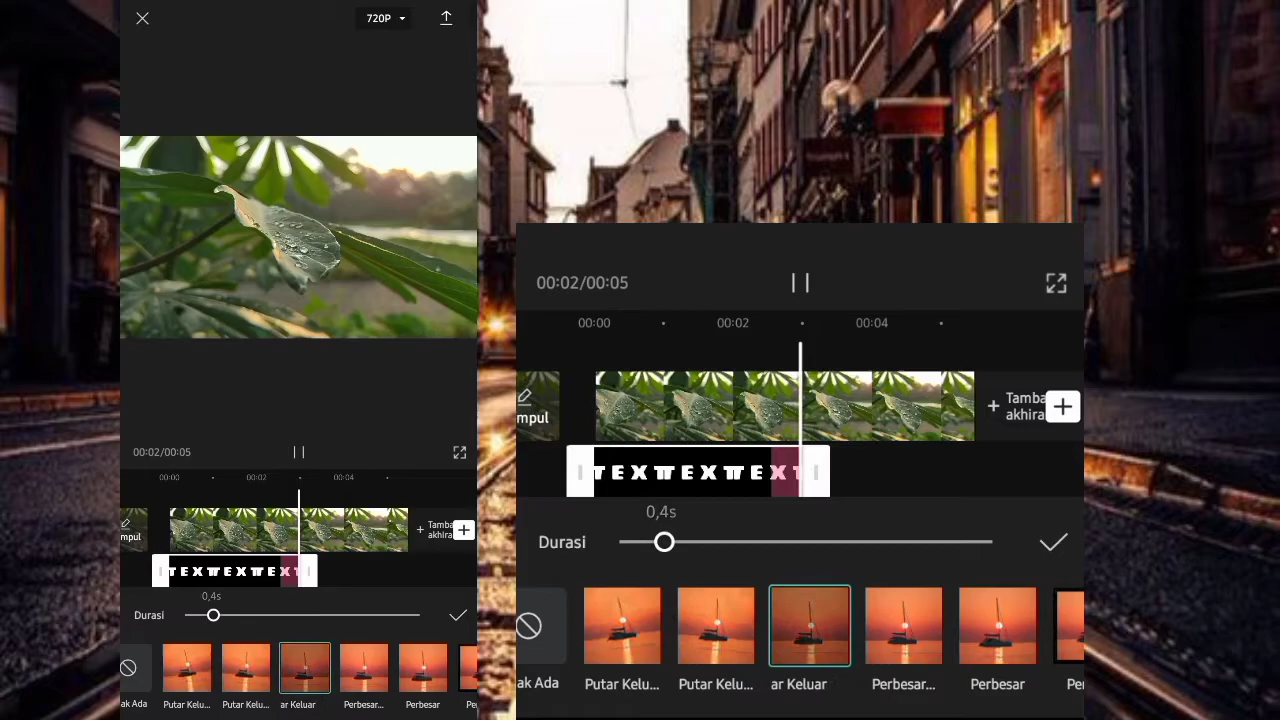 720P
00:02/00:05
00:00 00:02 00:04
mpul
+ Tamba
akhira
TEXTTEXTTEXT
0,4s
Durasi
ak Ada Putar Kelu... Putar Kelu... ar Keluar Perbesar... Perbesar Pe
00:02/00:05
00:00 00:02 00:04
mpul
+ Tamba
akhira
TEXTTEXTTEXT
0,4s
Durasi
ak Ada Putar Kelu... Putar Kelu... ar Keluar Perbesar... Perbesar Pe